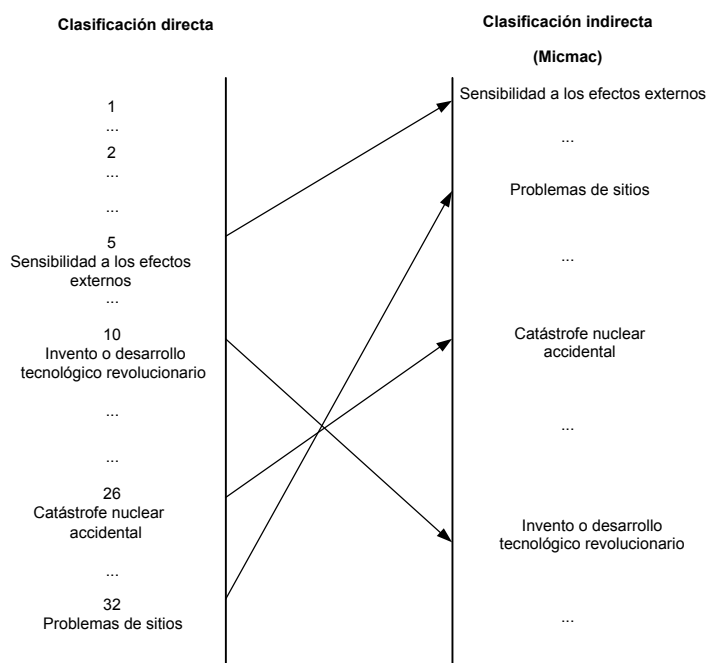 Clasificación directa
1
...
2
...
...
5
Sensibilidad a los efectos
externos
...
10
Invento o desarrollo
tecnológico revolucionario
...
...
26
Catástrofe nuclear
accidental
...
32
Problemas de sitios
Clasificación indirecta
(Micmac)
Sensibilidad a los efectos externos
...
Problemas de sitios
...
Catástrofe nuclear
accidental
...
Invento o desarrollo
tecnológico revolucionario
...